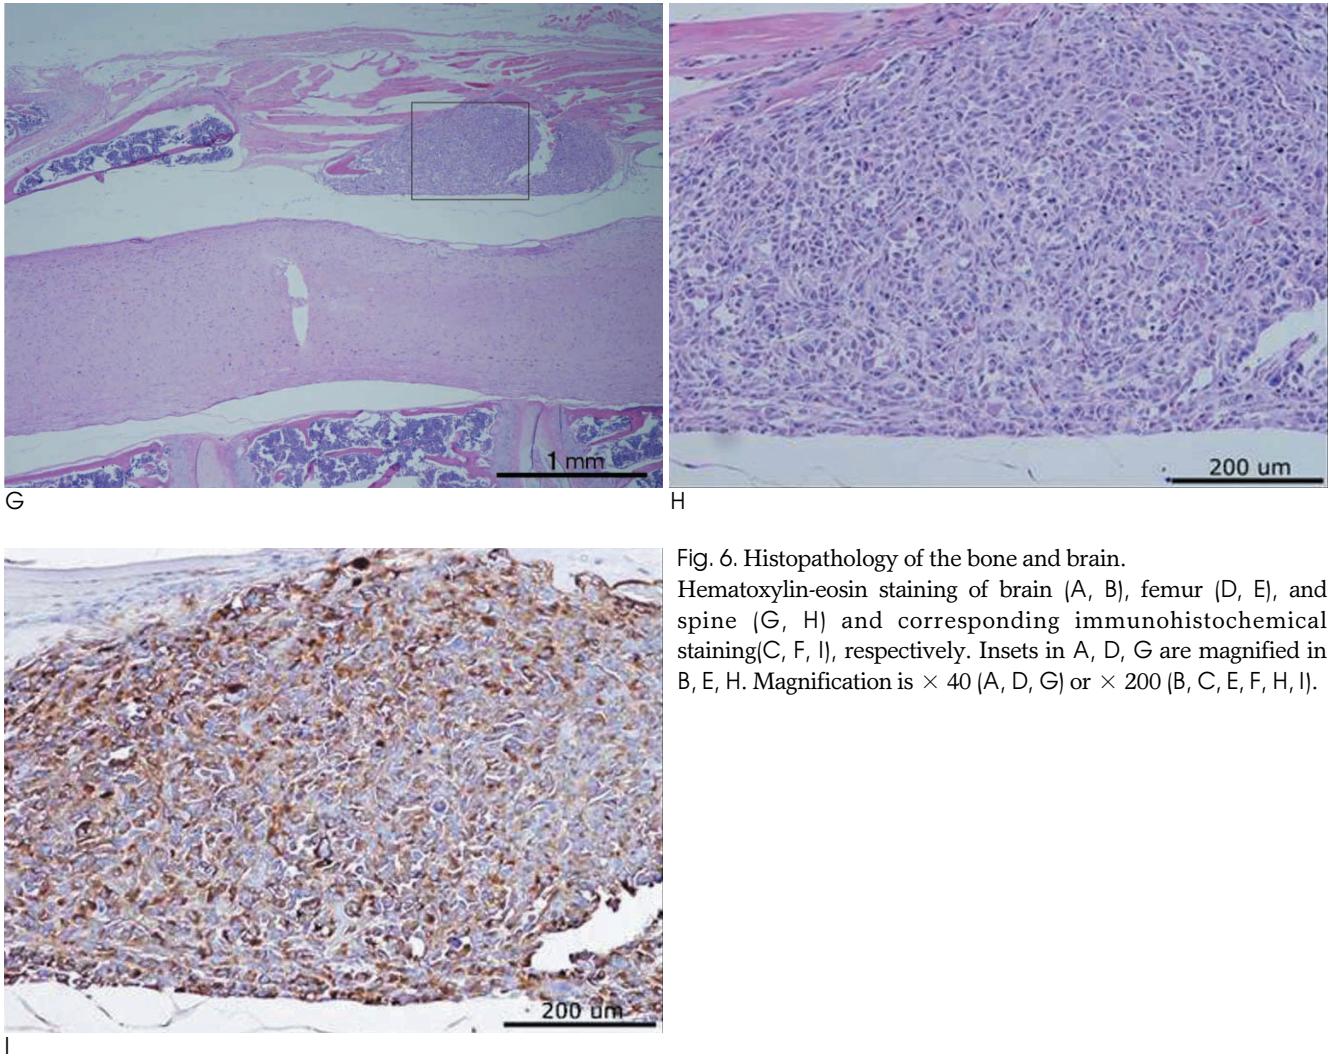 1 mm
200 um
G
H
200 um
I
Fig. 6. Histopathology of the bone and brain.
Hematoxylin-eosin staining of brain (A, B), femur (D, E), and
spine (G, H) and corresponding immunohistochemical
staining(C, F, I), respectively. Insets in A, D, G are magnified in
B, E, H. Magnification is × 40 (A, D, G) or × 200 (B, C, E, F, H, I).